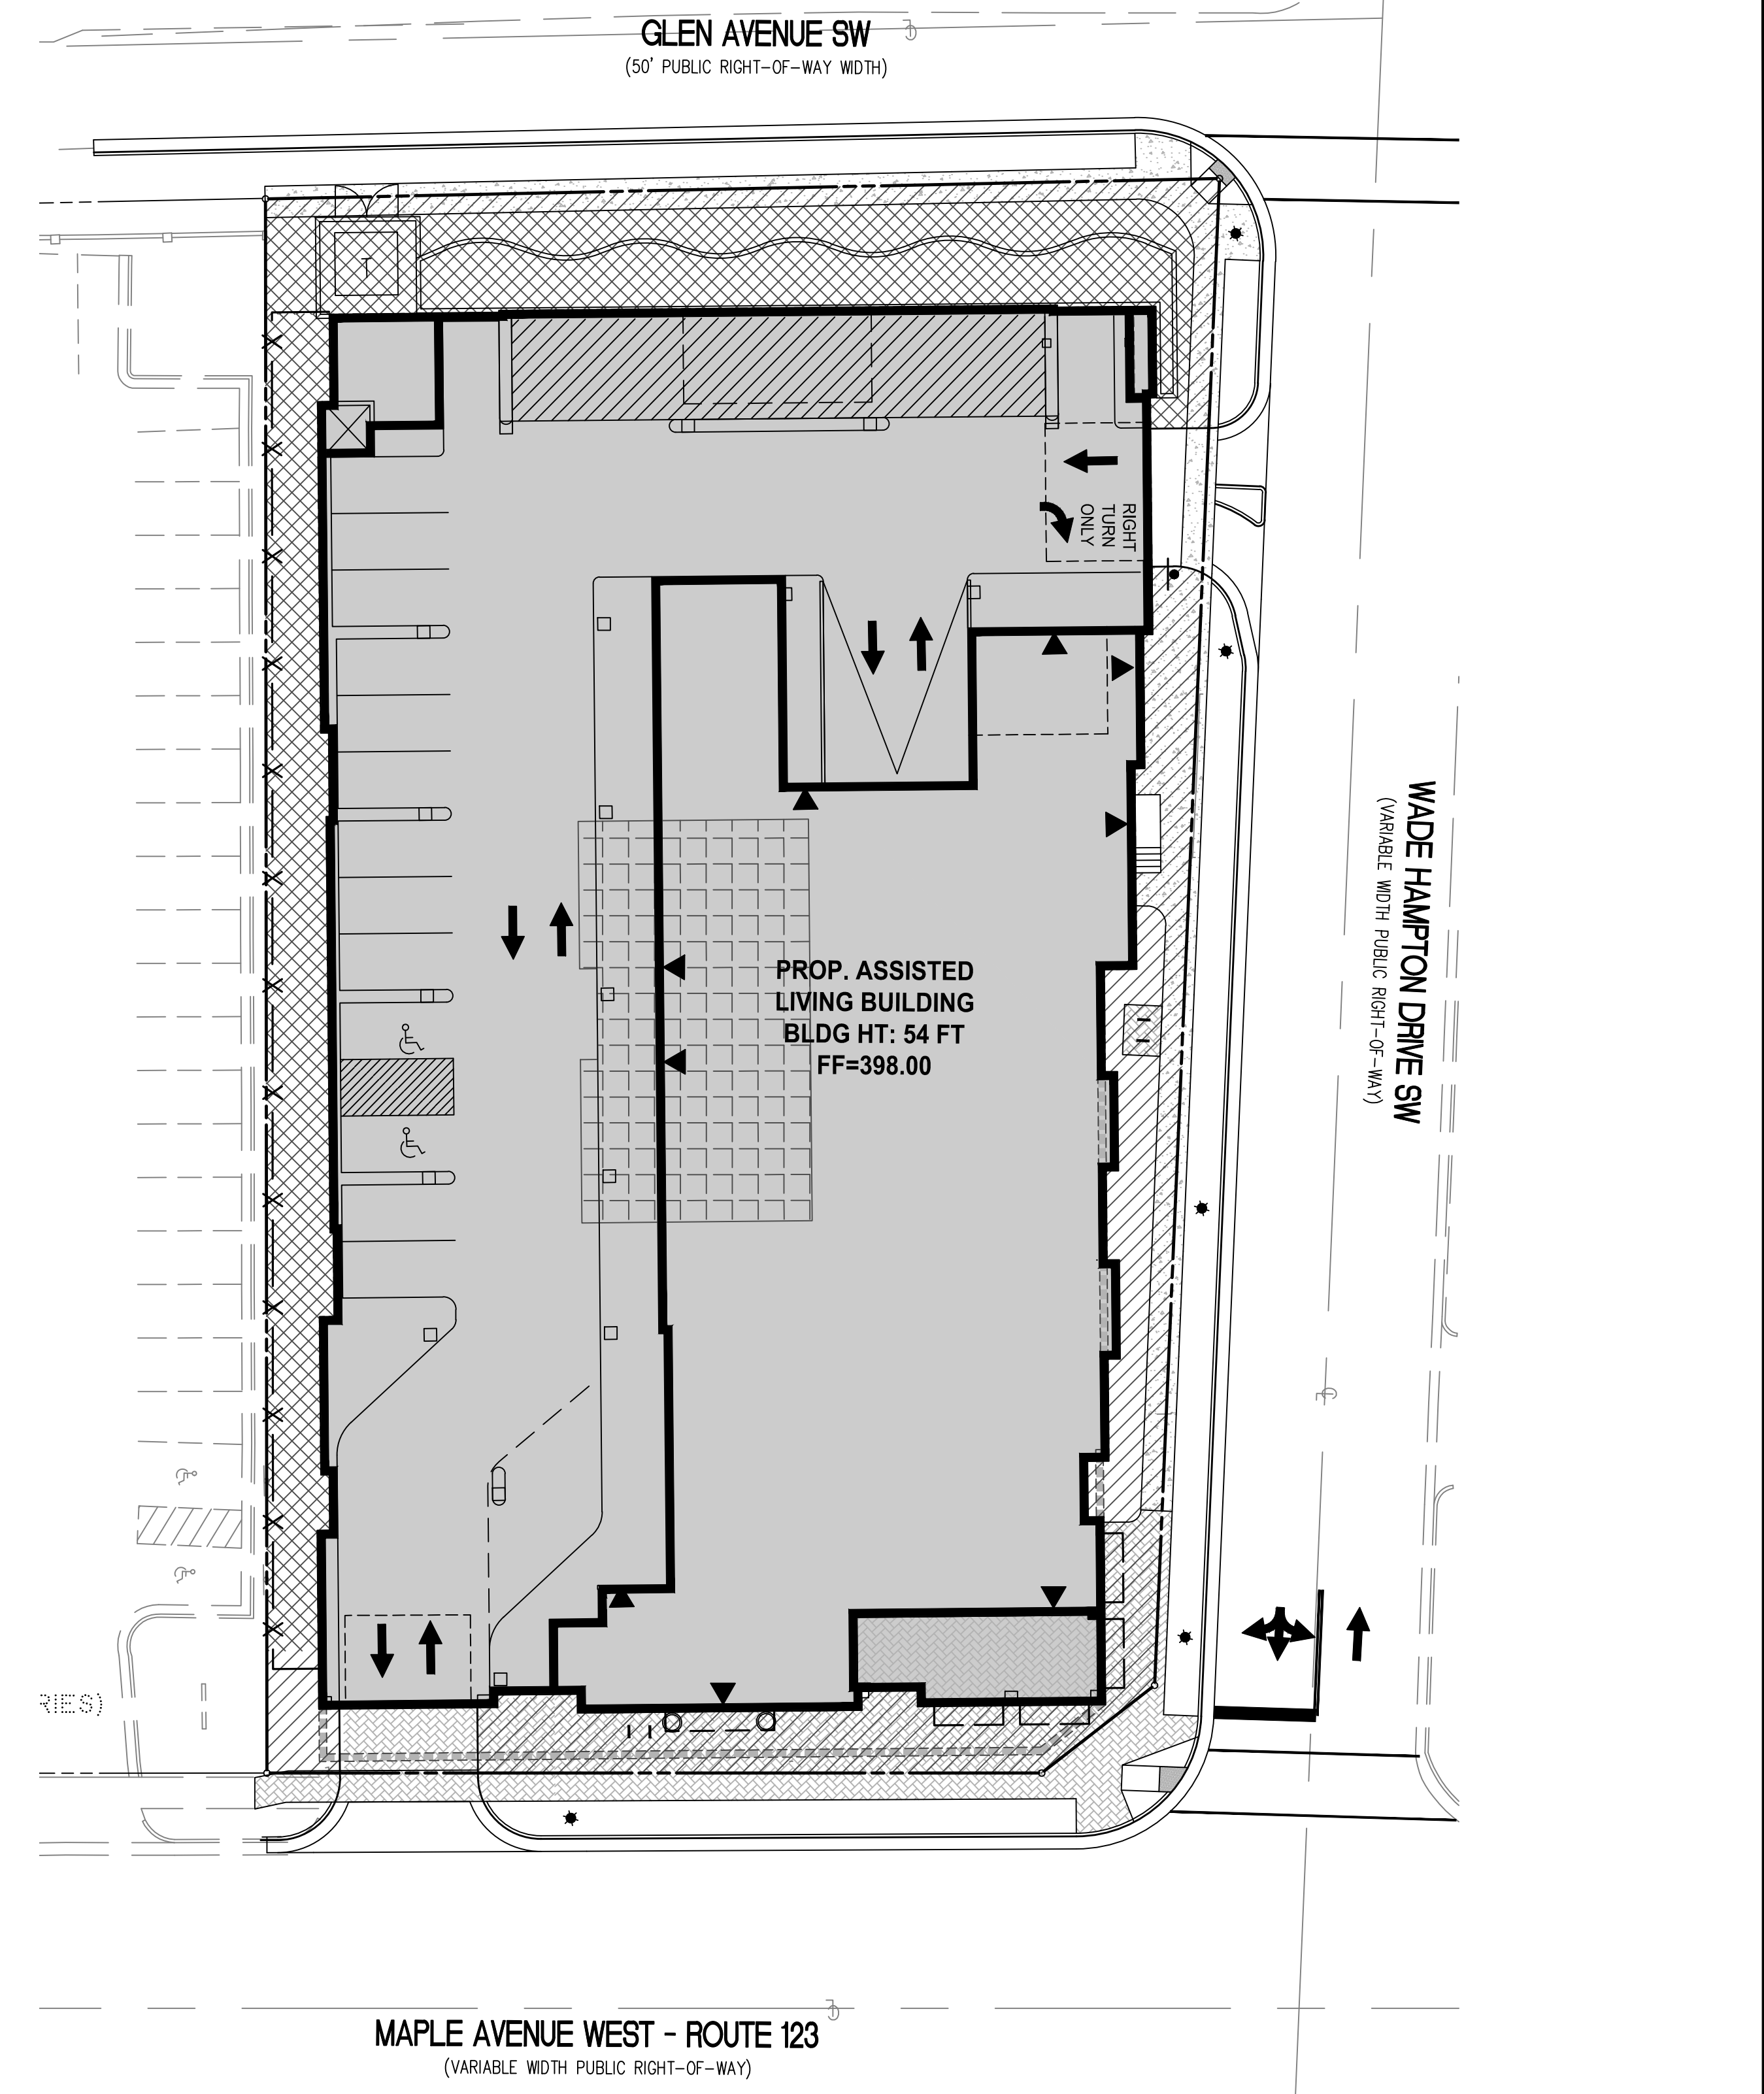 GLEN AVENUE SW
(50' PUBLIC RIGHT-OF-WAY WIDTH)
T
RIGHT
TURN
ONLY
WADE HAMPTON DRIVE SW
(VARIABLE WIDTH PUBLIC RIGHT-OF-WAY)
PROP. ASSISTED
LIVING BUILDING
BLDG HT: 54 FT
FF=398.00
RIES)
MAPLE AVENUE WEST - ROUTE 123
(VARIABLE WIDTH PUBLIC RIGHT-OF-WAY)